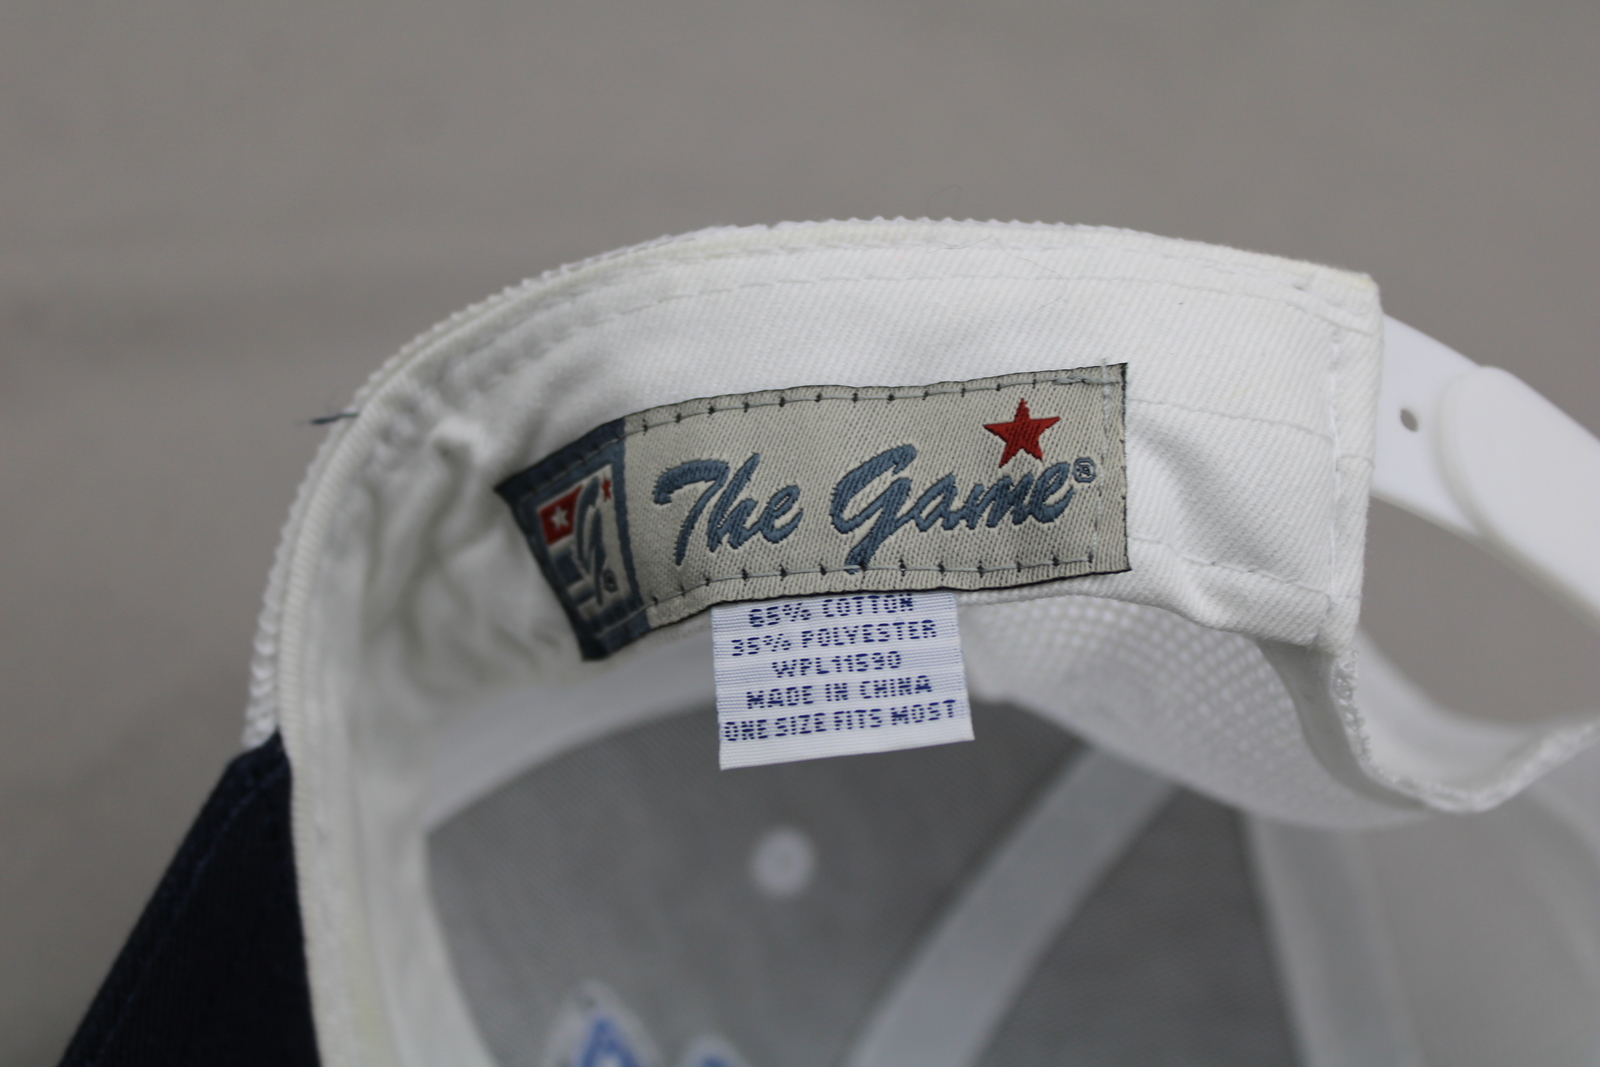 The Game®
65% COTTON
35% POLYESTER
WPL11590
MADE IN CHINA
ONE SIZE FITS MOST